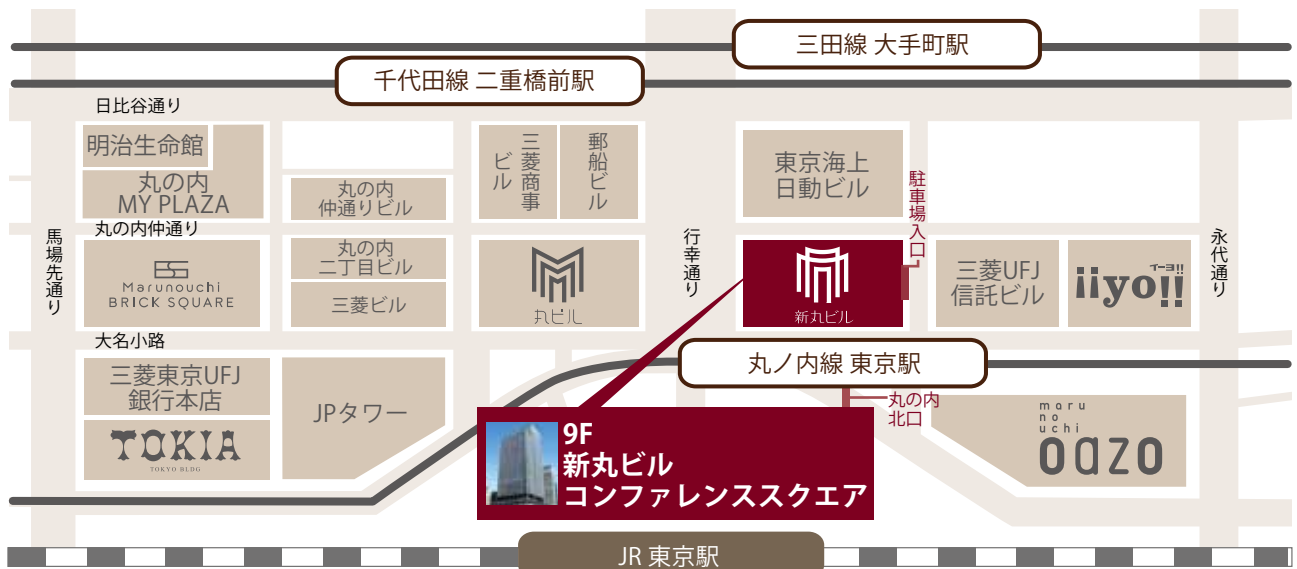 三田線 大手町駅
千代田線 二重橋前駅
日比谷通り
明治生命館
丸の内
MY PLAZA
丸の内
仲通りビル
三菱商事
ビル
郵船ビル
東京海上
日動ビル
駐車場入口
丸の内仲通り
馬場先通り
Marunouchi
BRICK SQUARE
丸の内
二丁目ビル
三菱ビル
丸ビル
行幸通り
新丸ビル
三菱UFJ
信託ビル
イーヨ!!
iiyo!!
永代通り
大名小路
三菱東京UFJ
銀行本店
TOKIA
TOKYO BLDG
JPタワー
丸ノ内線 東京駅
丸の内
北口
maru
no
uchi
oazo
9F
新丸ビル
コンファレンススクエア
JR 東京駅